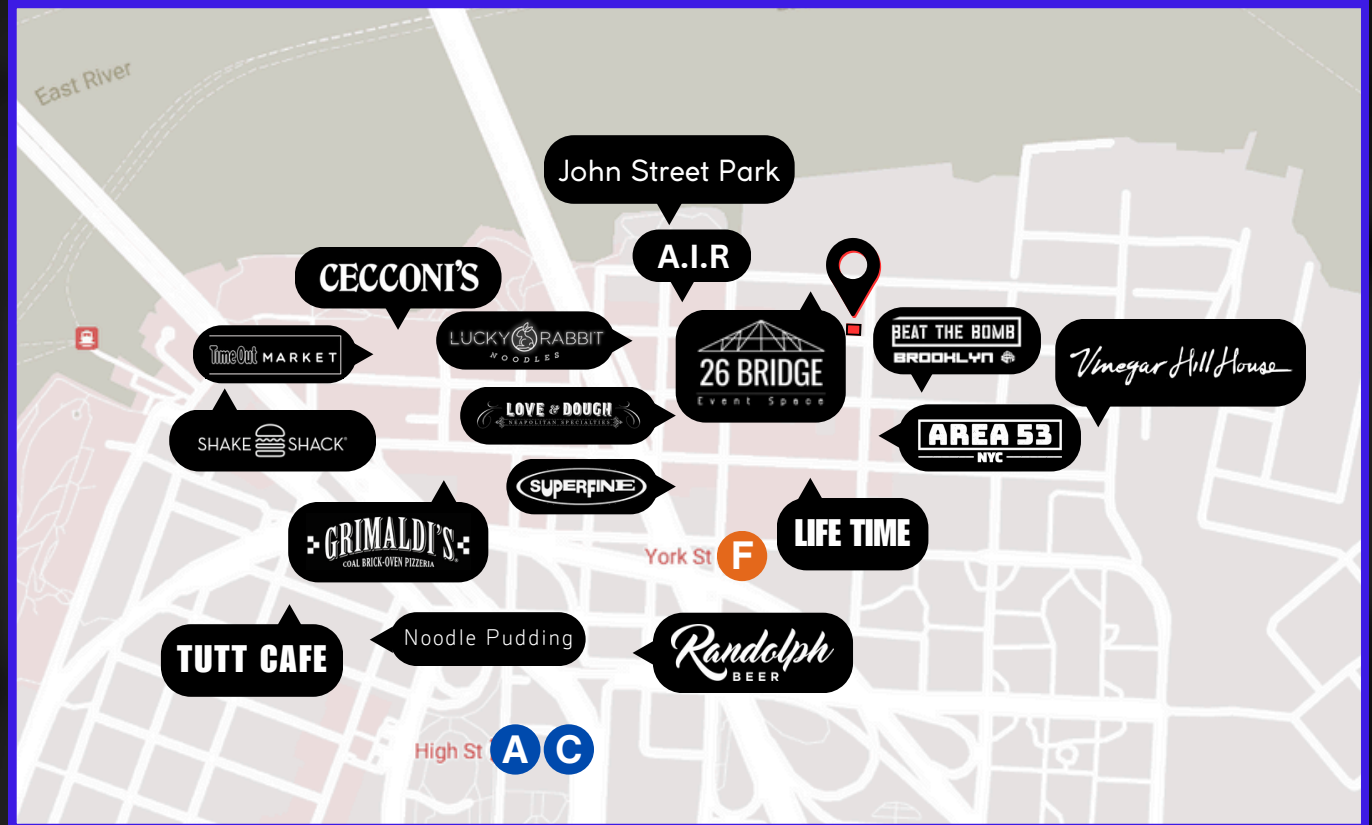 East River
John Street Park
A.I.R
CECCONI'S
LUCKY RABBIT
NOODLES
TimeOut MARKET
26 BRIDGE
Event Space
BEAT THE BOMB
BROOKLYN
Vinegar Hill House
SHAKE SHACK
LOVE & DOUGH
NEAPOLITAN SPECIALTIES
AREA 53
NYC
SUPERFINE
GRIMALDI'S
COAL BRICK-OVEN PIZZERIA
LIFE TIME
York St F
TUTT CAFE
Noodle Pudding
Randolph
BEER
High St A C